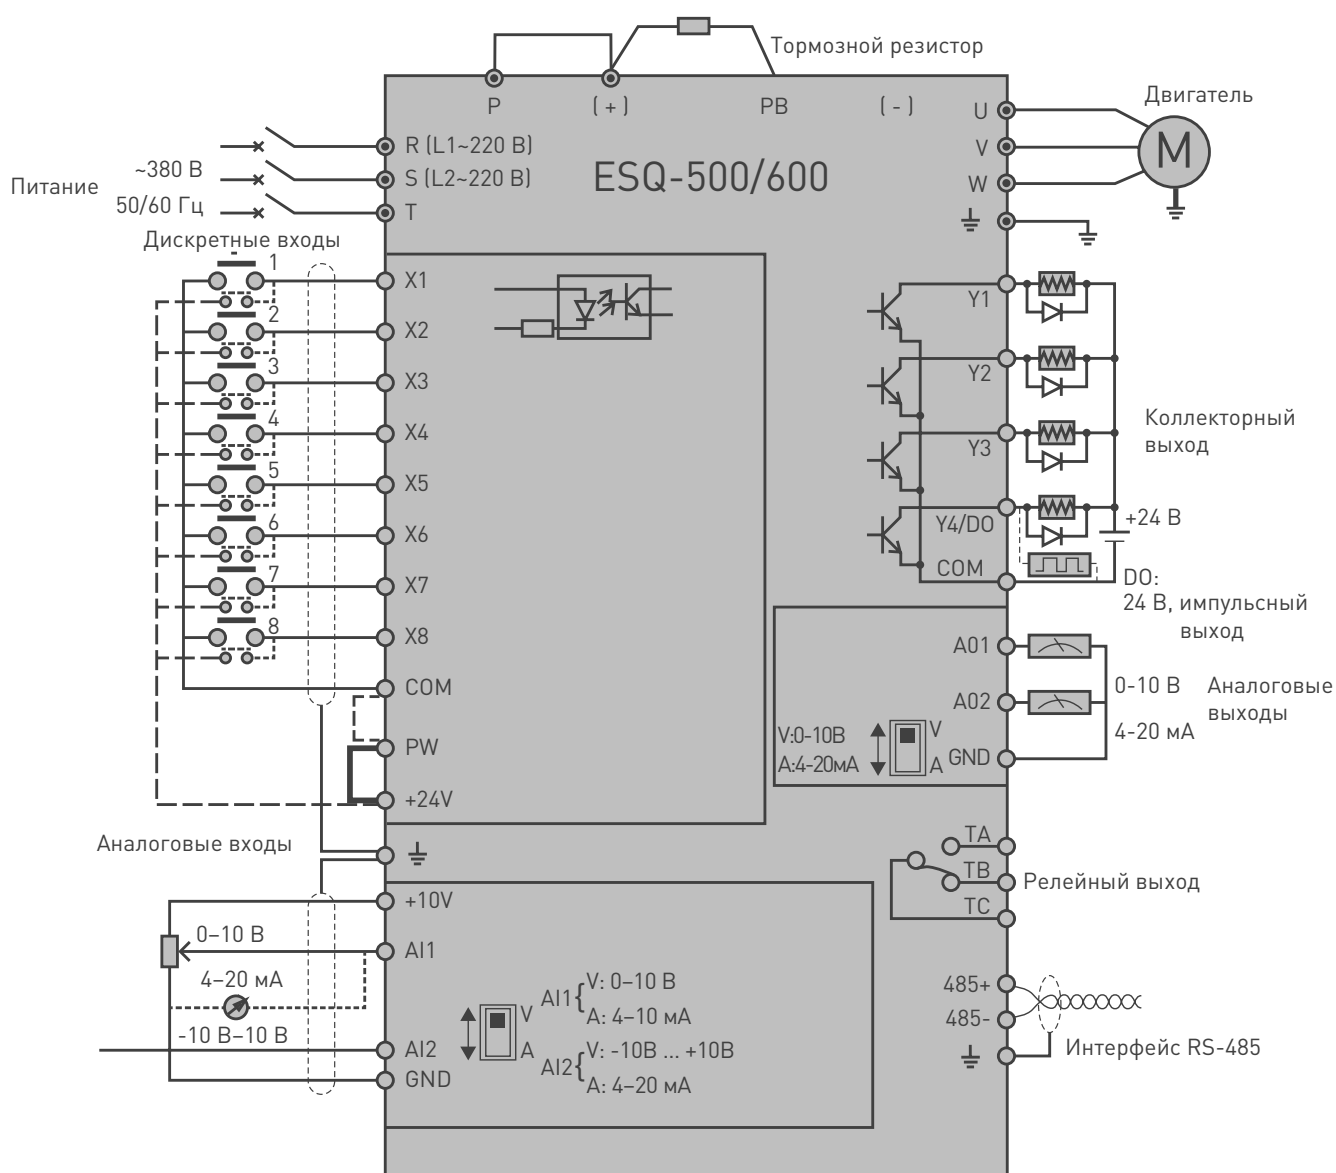 Тормозной резистор
P
( + )
PB
( - )
Питание
~380 В
50/60 Гц
R (L1~220 В)
S (L2~220 В)
T
ESQ-500/600
U
V
W
Двигатель
M
Дискретные входы
1
X1
2
X2
3
X3
4
X4
5
X5
6
X6
7
X7
8
X8
COM
PW
+24V
Y1
Y2
Y3
Y4/DO
COM
Коллекторный
выход
+24 В
DO:
24 В, импульсный
выход
A01
A02
GND
V:0-10В
A:4-20мА
V
A
0-10 В
4-20 мА
Аналоговые
выходы
TA
TB
TC
Релейный выход
Аналоговые входы
+10V
0–10 В
AI1
4–20 мА
-10 В–10 В
AI2
GND
V
A
AI1
V: 0–10 В
A: 4–10 мА
AI2
V: -10В ... +10В
A: 4–20 мА
485+
485-
Интерфейс RS-485